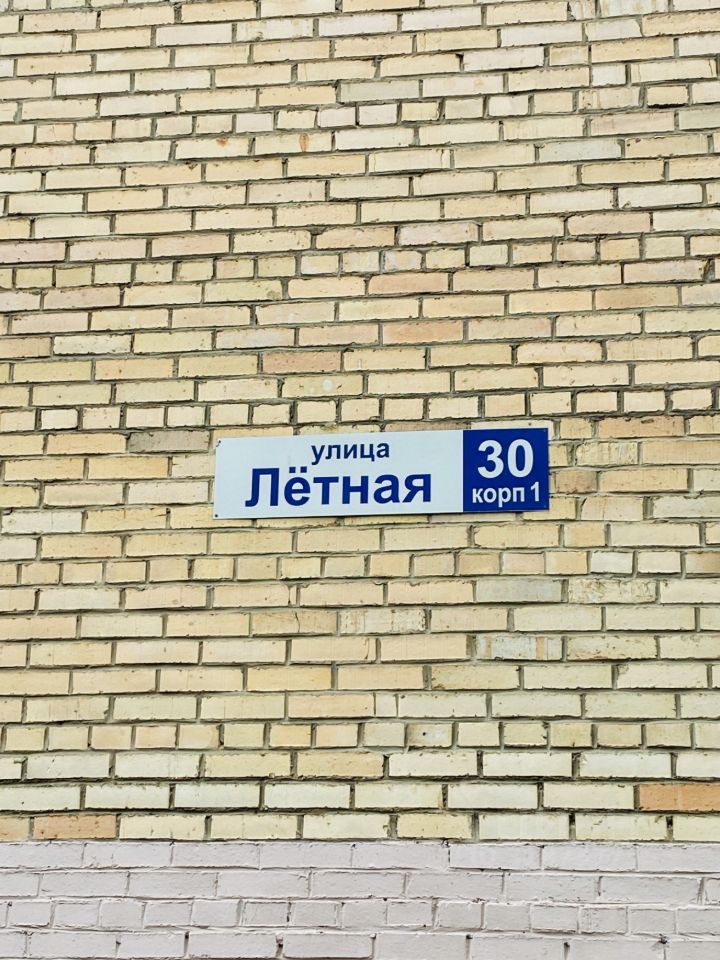 улица
Лётная
30
корп 1